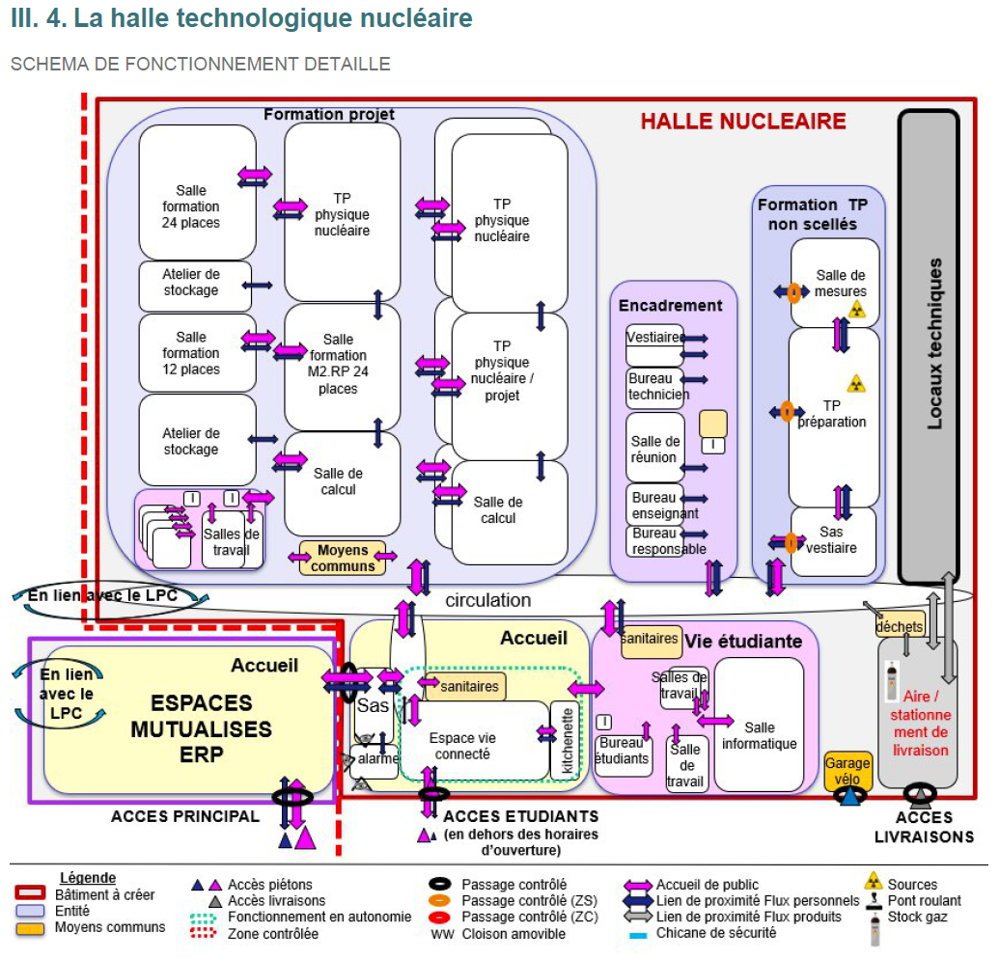 III. 4. La halle technologique nucléaire
SCHEMA DE FONCTIONNEMENT DETAILLE
Formation projet
HALLE NUCLEAIRE
Salle
formation
24 places
TP
physique
nucléaire
TP
physique
nucléaire
Formation TP
non scellés
Atelier de
stockage
Salle de
mesures
Locaux techniques
Encadrement
Salle
formation
12 places
Salle
formation
M2.RP 24
places
TP
physique
nucléaire /
projet
Vestiaires
Bureau
technicien
TP
préparation
Atelier de
stockage
Salle de
réunion
I
Salle de
calcul
Salle de
calcul
Bureau
enseignant
Bureau
responsable
Sas
vestiaire
I
I
Salles de
travail
Moyens
communs
En lien avec le LPC
circulation
déchets
Accueil
En lien
avec le
LPC
ESPACES
MUTUALISES
ERP
Accueil
sanitaires
Sas
Espace vie
connecté
kitchenette
alarme
sanitaires
Vie étudiante
Salles de
travail
I
Bureau
étudiants
Salle
de
travail
Salle
informatique
Aire /
stationne
ment de
livraison
Garage
vélo
ACCES PRINCIPAL
ACCES ETUDIANTS
(en dehors des horaires
d'ouverture)
ACCES
LIVRAISONS
Légende
Bâtiment à créer
Entité
Moyens communs
Accès piétons
Accès livraisons
Fonctionnement en autonomie
Zone contrôlée
Passage contrôlé
Passage contrôlé (ZS)
Passage contrôlé (ZC)
WW Cloison amovible
Accueil de public
Lien de proximité Flux personnels
Lien de proximité Flux produits
Chicane de sécurité
Sources
Pont roulant
Stock gaz